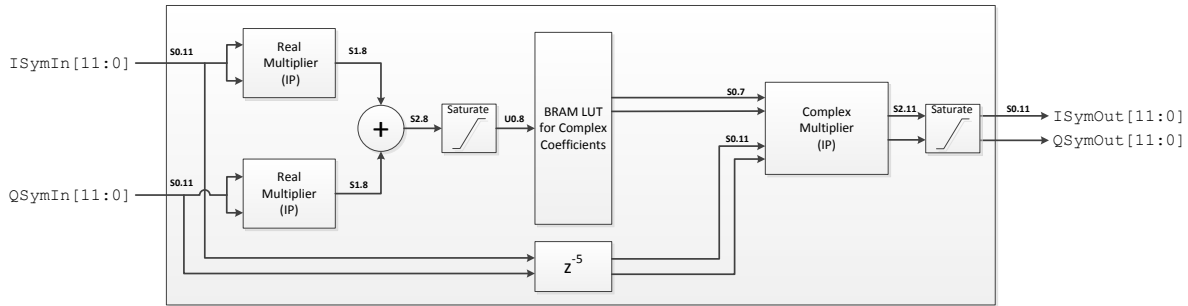 ISymIn[11:0]
S0.11
Real
Multiplier
(IP)
S1.8
QSymIn[11:0]
S0.11
Real
Multiplier
(IP)
S1.8
+
S2.8
Saturate
U0.8
BRAM LUT
for Complex
Coefficients
z-5
S0.7
S0.11
Complex
Multiplier
(IP)
S2.11
Saturate
S0.11
ISymOut[11:0]
QSymOut[11:0]